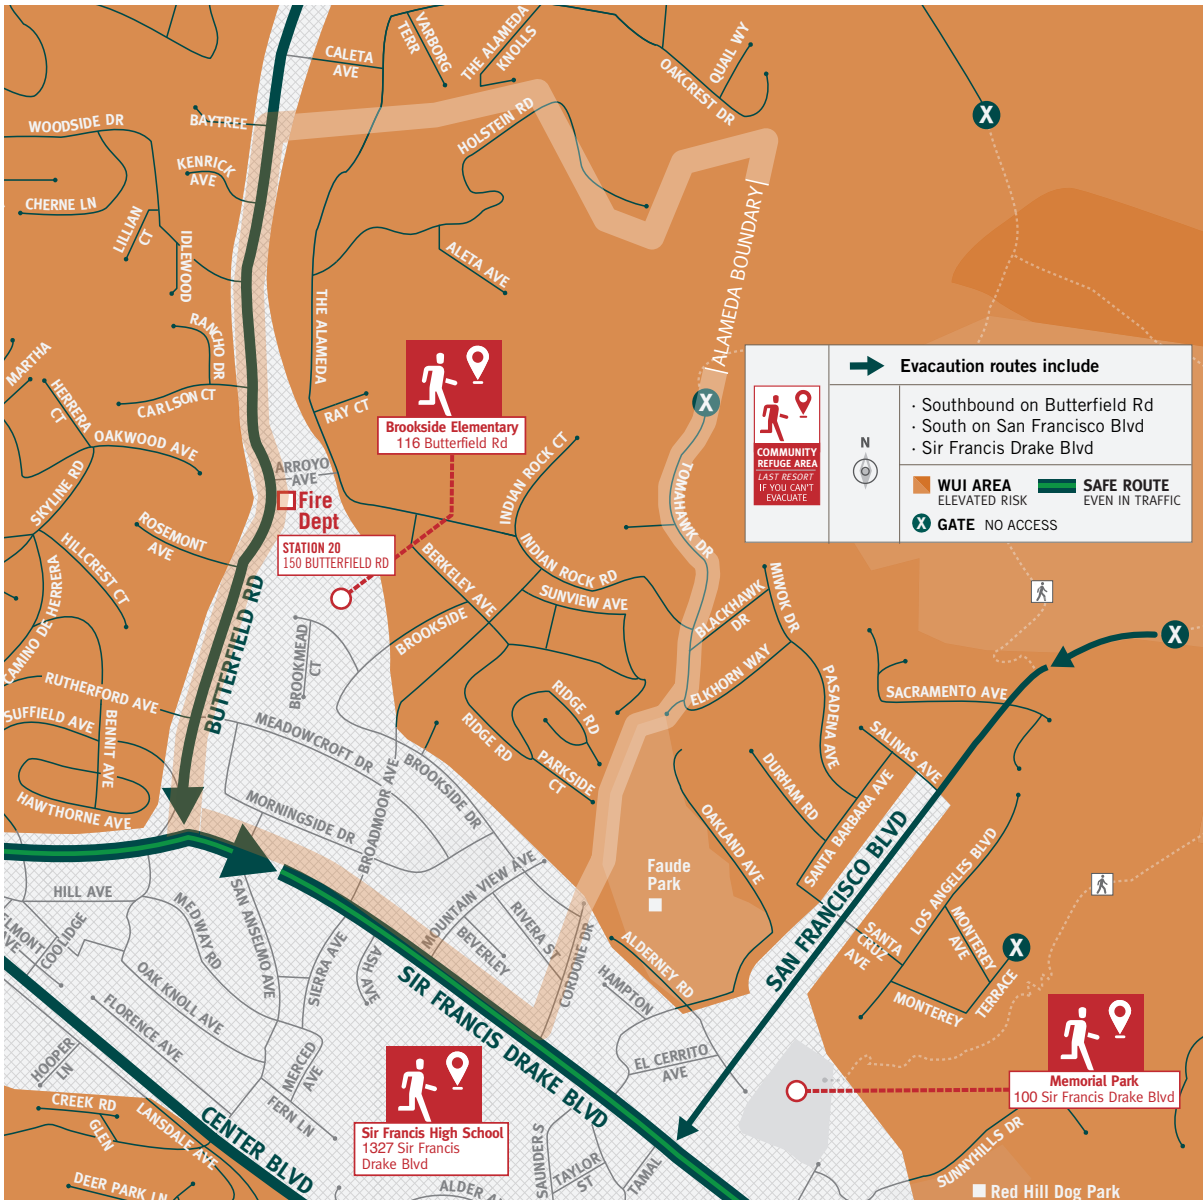 CALETA
AVE
VARBORG
TERR
THE ALAMEDA
KNOLLS
QUAIL WY
OAKCREST DR
X
WOODSIDE DR
BAYTREE
HOLSTEIN RD
KENRICK
AVE
CHERNE LN
LILLIAN
CT
IDLEWOOD
ALETA AVE
ALAMEDA BOUNDARY
THE ALAMEDA
RANCHO DR
MARTHA
HERRERA
CT
CARLSON CT
RAY CT
OAKWOOD AVE
Brookside Elementary
116 Butterfield Rd
X
Evacaution routes include
· Southbound on Butterfield Rd
· South on San Francisco Blvd
· Sir Francis Drake Blvd
COMMUNITY
REFUGE AREA
LAST RESORT
IF YOU CAN'T
EVACUATE
N
WUI AREA
ELEVATED RISK
SAFE ROUTE
EVEN IN TRAFFIC
X
GATE NO ACCESS
ARROYO
AVE
Fire
Dept
STATION 20
150 BUTTERFIELD RD
SKYLINE RD
ROSEMONT
AVE
HILLCREST CT
CAMINO DE HERRERA
INDIAN ROCK CT
INDIAN ROCK RD
TOMAHAWK DR
BERKELEY AVE
SUNVIEW AVE
BROOKSIDE
BLACKHAWK
DR
MIWOK DR
ELKHORN WAY
PASADENA AVE
X
SACRAMENTO AVE
BUTTERFIELD RD
BROOKMEAD
CT
RUTHERFORD AVE
SUFFIELD AVE
BENNIT AVE
HAWTHORNE AVE
MEADOWCROFT DR
BROOKSIDE DR
MORNINGSIDE DR
BROADMOOR AVE
RIDGE RD
RIDGE RD
PARKSIDE
CT
SALINAS AVE
DURHAM RD
SANTA BARBARA AVE
OAKLAND AVE
SAN FRANCISCO BLVD
LOS ANGELES BLVD
Faude
Park
SANTA
CRUZ
AVE
MONTEREY
AVE
X
MONTEREY
TERRACE
HILL AVE
COOLIDGE
MEDWAY RD
SAN ANSELMO AVE
SIERRA AVE
ASH
AVE
MOUNTAIN VIEW AVE
BEVERLEY
RIVERA ST
CORDONE DR
ALDERNEY RD
HAMPTON
OAK KNOLL AVE
FLORENCE AVE
HOOPER
LN
MERCED
AVE
FERN LN
SIR FRANCIS DRAKE BLVD
EL CERRITO
AVE
Memorial Park
100 Sir Francis Drake Blvd
Sir Francis High School
1327 Sir Francis
Drake Blvd
CREEK RD
GLEN
LANSDALE AVE
CENTER BLVD
DEER PARK LN
SAUNDERS
TAYLOR
ST
TAMAL
SUNNYHILLS DR
Red Hill Dog Park